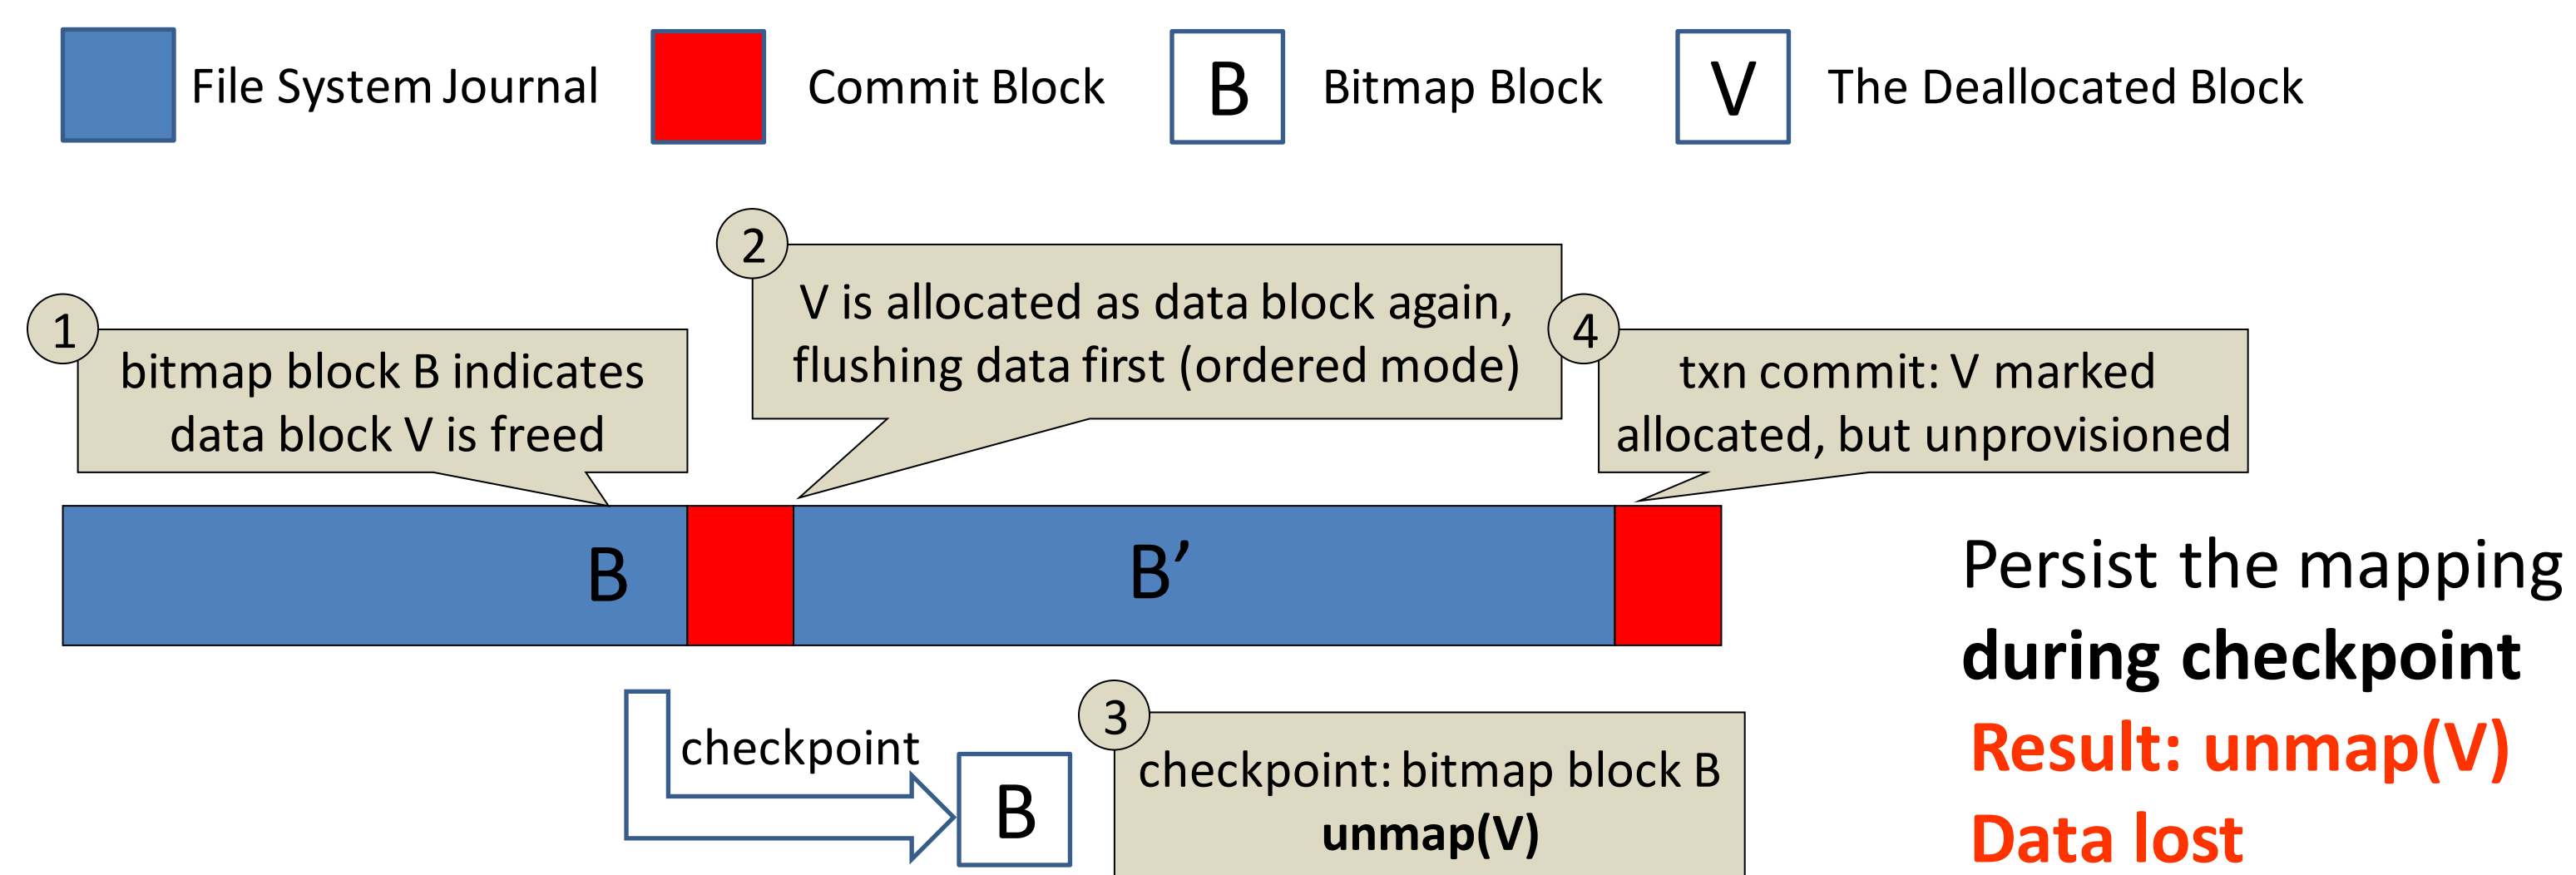 File System Journal
Commit Block
B
Bitmap Block
V
The Deallocated Block
1
bitmap block B indicates
data block V is freed
2
V is allocated as data block again,
flushing data first (ordered mode)
4
txn commit: V marked
allocated, but unprovisioned
B
B’
checkpoint
B
3
checkpoint: bitmap block B
unmap(V)
Persist the mapping
during checkpoint
Result: unmap(V)
Data lost